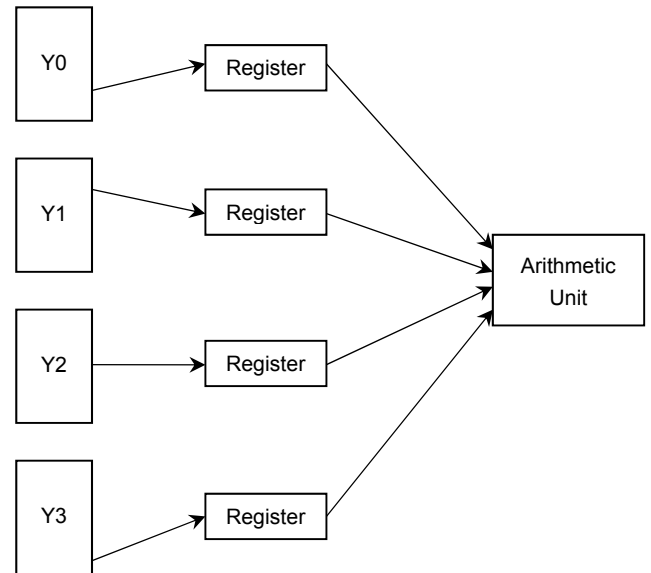 Y0
Register
Y1
Register
Arithmetic
Unit
Y2
Register
Y3
Register